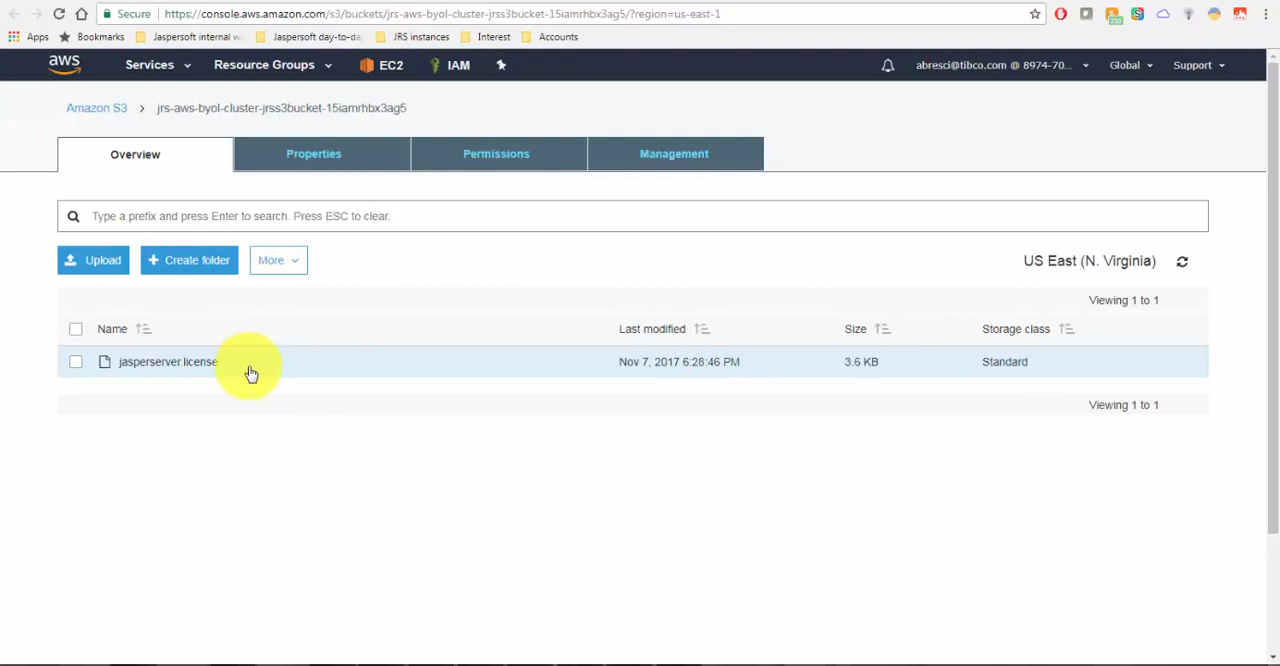 Secure https://console.aws.amazon.com/s3/buckets/jrs-aws-byol-cluster-jrss3bucket-15iamrhbx3ag5/?region=us-east-1
Apps Bookmarks Jaspersoft internal w Jaspersoft day-to-da JRS instances Interest Accounts
aws Services Resource Groups EC2 IAM abresci@tibco.com @ 8974-70... Global Support
Amazon S3 > jrs-aws-byol-cluster-jrss3bucket-15iamrhbx3ag5
Overview Properties Permissions Management
Type a prefix and press Enter to search. Press ESC to clear.
Upload + Create folder More US East (N. Virginia)
Viewing 1 to 1
Name Last modified Size Storage class
jasperserver.license Nov 7, 2017 6:28:46 PM 3.6 KB Standard
Viewing 1 to 1